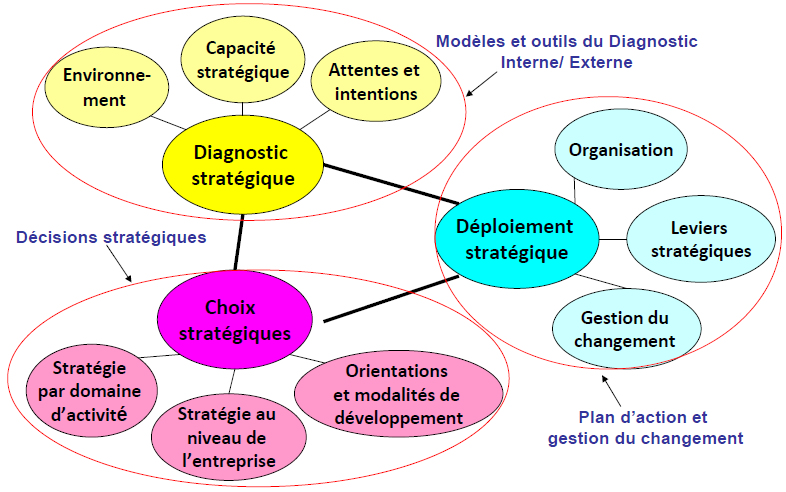 Modèles et outils du Diagnostic
Interne/ Externe
Environne-
ment
Capacité
stratégique
Attentes et
intentions
Diagnostic
stratégique
Organisation
Déploiement
stratégique
Leviers
stratégiques
Gestion du
changement
Plan d’action et
gestion du changement
Décisions stratégiques
Choix
stratégiques
Stratégie
par domaine
d’activité
Stratégie au
niveau de
l’entreprise
Orientations
et modalités de
développement